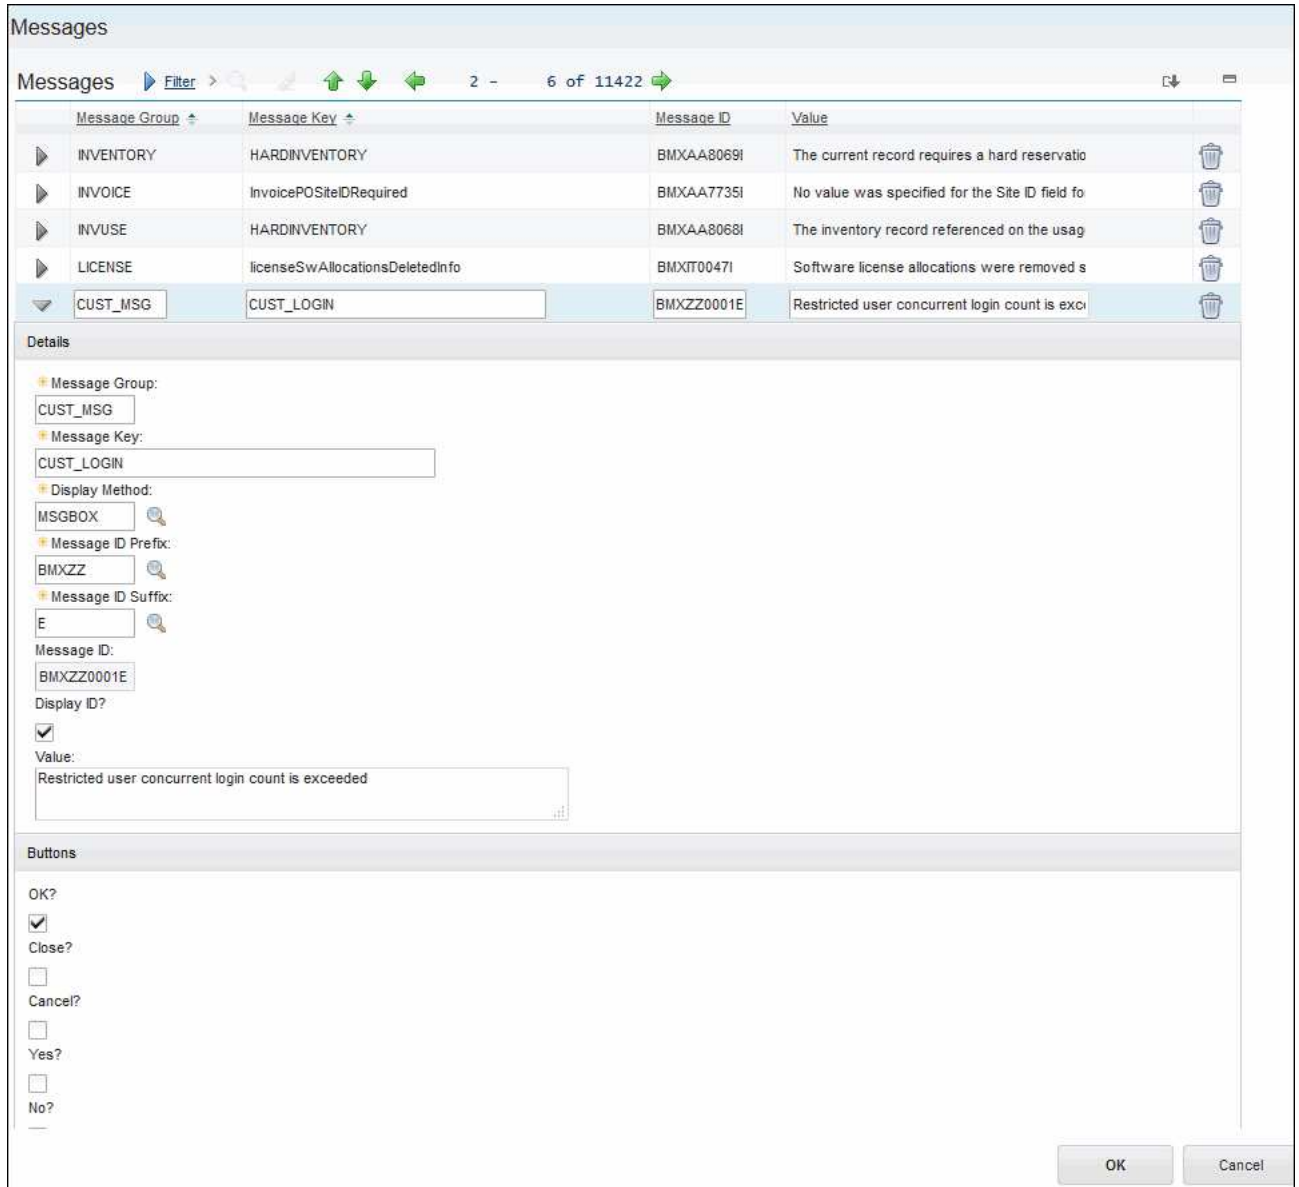 Messages
Messages Filter > 2 - 6 of 11422
Message Group Message Key Message ID Value
INVENTORY HARDINVENTORY BMXAA8069I The current record requires a hard reservatio
INVOICE InvoicePOSiteIDRequired BMXAA7735I No value was specified for the Site ID field fo
INVUSE HARDINVENTORY BMXAA8068I The inventory record referenced on the usag
LICENSE licenseSwAllocationsDeletedInfo BMXIT0047I Software license allocations were removed s
CUST_MSG CUST_LOGIN BMXZZ0001E Restricted user concurrent login count is exc
Details
Message Group:
CUST_MSG
Message Key:
CUST_LOGIN
Display Method:
MSGBOX
Message ID Prefix:
BMXZZ
Message ID Suffix:
E
Message ID:
BMXZZ0001E
Display ID?
Value:
Restricted user concurrent login count is exceeded
Buttons
OK?
Close?
Cancel?
Yes?
No?
OK Cancel